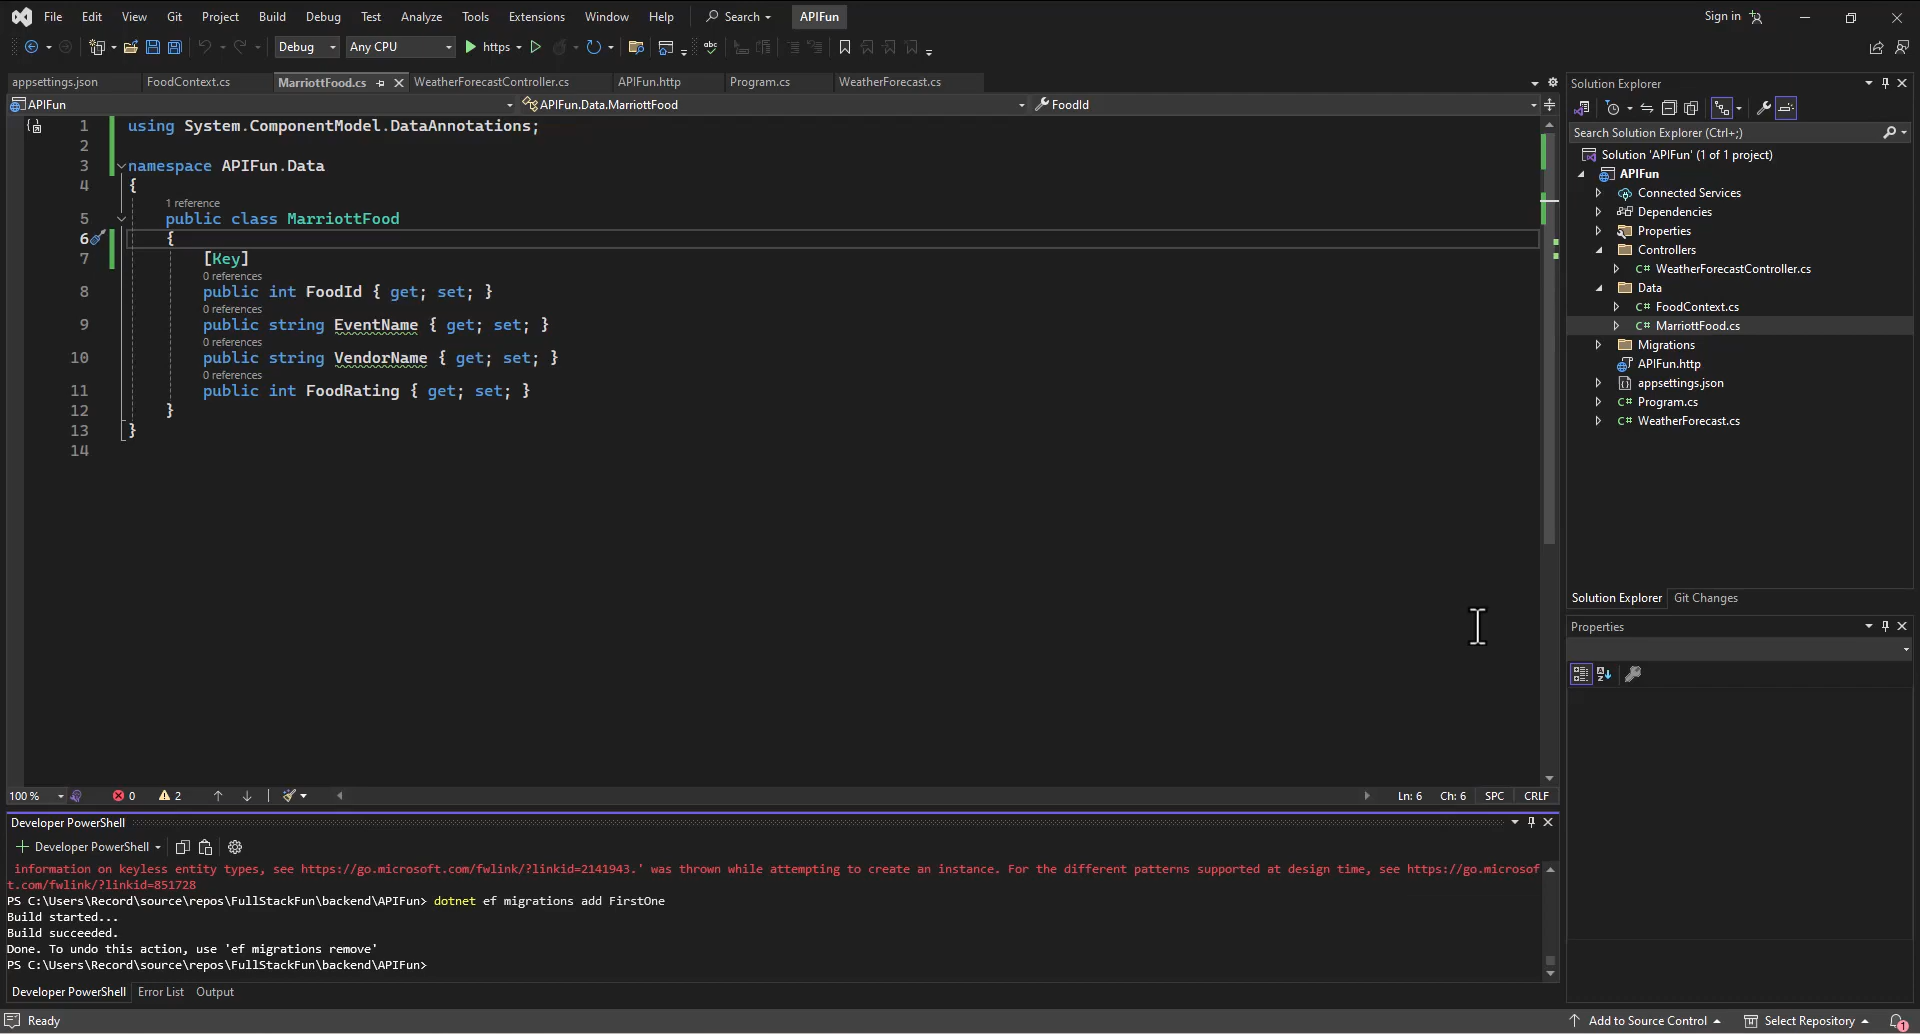 File Edit View Git Project Build Debug Test Analyze Tools Extensions Window Help Search APIFun Sign in
Debug Any CPU https
appsettings.json FoodContext.cs MarriottFood.cs WeatherForecastController.cs APIFun.http Program.cs WeatherForecast.cs
APIFun APIFun.Data.MarriottFood FoodId
1 using System.ComponentModel.DataAnnotations;
2
3 namespace APIFun.Data
4 {
1 reference
5 public class MarriottFood
6 {
7 [Key]
0 references
8 public int FoodId { get; set; }
0 references
9 public string EventName { get; set; }
0 references
10 public string VendorName { get; set; }
0 references
11 public int FoodRating { get; set; }
12 }
13 }
14
100 % 0 2 Ln: 6 Ch: 6 SPC CRLF
Developer PowerShell
Developer PowerShell
information on keyless entity types, see https://go.microsoft.com/fwlink/?linkid=2141943.' was thrown while attempting to create an instance. For the different patterns supported at design time, see https://go.microsof
t.com/fwlink/?linkid=851728
PS C:\Users\Record\source\repos\FullStackFun\backend\APIFun> dotnet ef migrations add FirstOne
Build started...
Build succeeded.
Done. To undo this action, use 'ef migrations remove'
PS C:\Users\Record\source\repos\FullStackFun\backend\APIFun>
Developer PowerShell Error List Output
Ready
Solution Explorer
Search Solution Explorer (Ctrl+;)
Solution 'APIFun' (1 of 1 project)
APIFun
Connected Services
Dependencies
Properties
Controllers
C# WeatherForecastController.cs
Data
C# FoodContext.cs
C# MarriottFood.cs
Migrations
APIFun.http
appsettings.json
C# Program.cs
C# WeatherForecast.cs
Solution Explorer Git Changes
Properties
Add to Source Control Select Repository 1